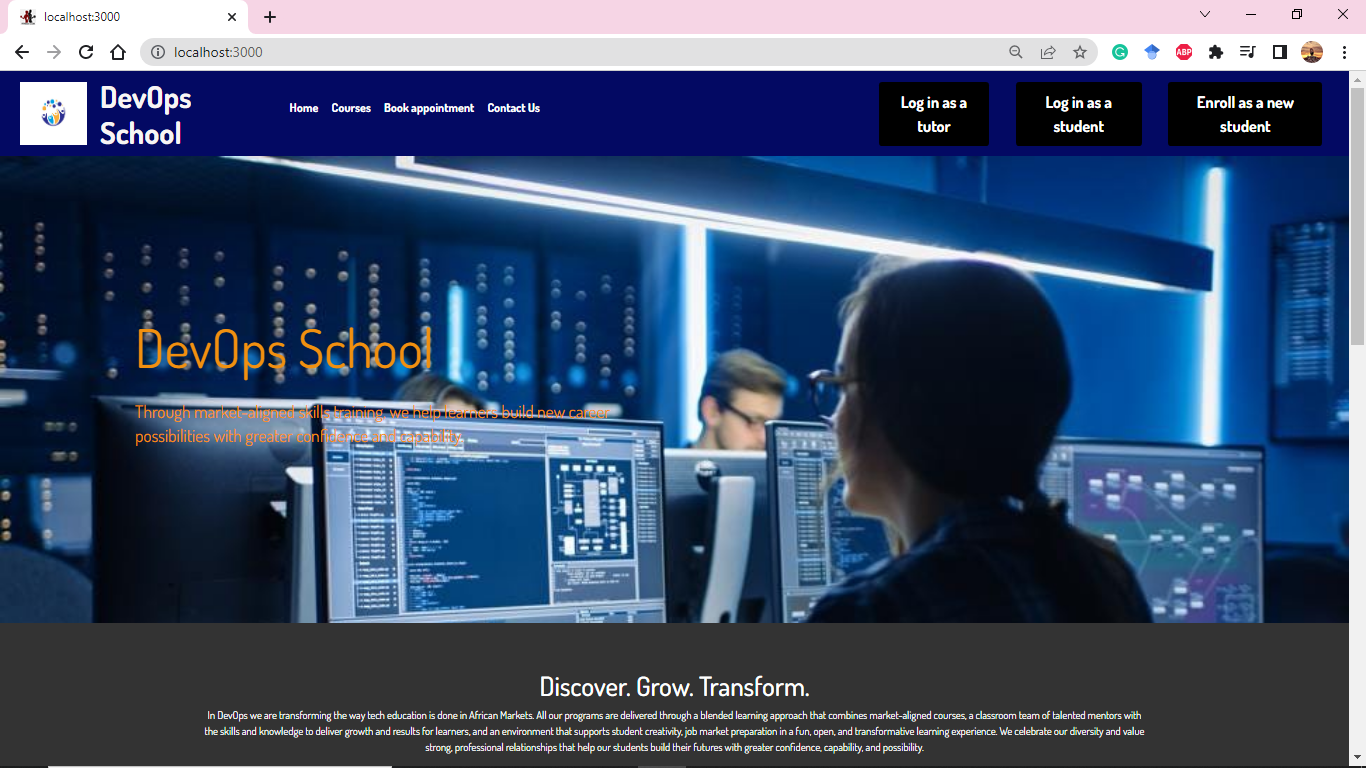 localhost:3000
localhost:3000
DevOps
School
Home Courses Book appointment Contact Us
Log in as a
tutor
Log in as a
student
Enroll as a new
student
DevOps School
Through market-aligned skills training, we help learners build new career
possibilities with greater confidence and capability.
Discover. Grow. Transform.
In DevOps we are transforming the way tech education is done in African Markets. All our programs are delivered through a blended learning approach that combines market-aligned courses, a classroom team of talented mentors with
the skills and knowledge to deliver growth and results for learners, and an environment that supports student creativity, job market preparation in a fun, open, and transformative learning experience. We celebrate our diversity and value
strong, professional relationships that help our students build their futures with greater confidence, capability, and possibility.